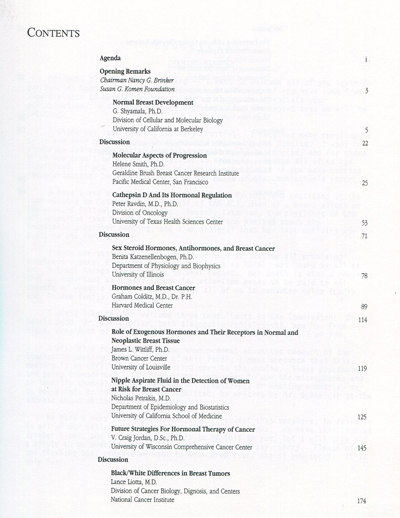 CONTENTS
Agenda i
Opening Remarks
Chairman Nancy G. Brinker
Susan G. Komen Foundation 3
Normal Breast Development
G. Shyamala, Ph.D.
Division of Cellular and Molecular Biology
University of California at Berkeley 5
Discussion 22
Molecular Aspects of Progression
Helene Smith, Ph.D.
Geraldine Brush Breast Cancer Research Institute
Pacific Medical Center, San Francisco 25
Cathepsin D And Its Hormonal Regulation
Peter Ravdin, M.D., Ph.D.
Division of Oncology
University of Texas Health Sciences Center 53
Discussion 71
Sex Steroid Hormones, Antihormones, and Breast Cancer
Benita Katzenellenbogen, Ph.D.
Department of Physiology and Biophysics
University of Illinois 78
Hormones and Breast Cancer
Graham Colditz, M.D., Dr. P.H.
Harvard Medical Center 89
Discussion 114
Role of Exogenous Hormones and Their Receptors in Normal and
Neoplastic Breast Tissue
James L. Wittliff, Ph.D.
Brown Cancer Center
University of Louisville 119
Nipple Aspirate Fluid in the Detection of Women
at Risk for Breast Cancer
Nicholas Petrakis, M.D.
Department of Epidemiology and Biostatistics
University of California School of Medicine 125
Future Strategies For Hormonal Therapy of Cancer
V. Craig Jordan, D.Sc., Ph.D.
University of Wisconsin Comprehensive Cancer Center 145
Discussion
Black/White Differences in Breast Tumors
Lance Liotta, M.D.
Division of Cancer Biology, Dignosis, and Centers
National Cancer Institute 174